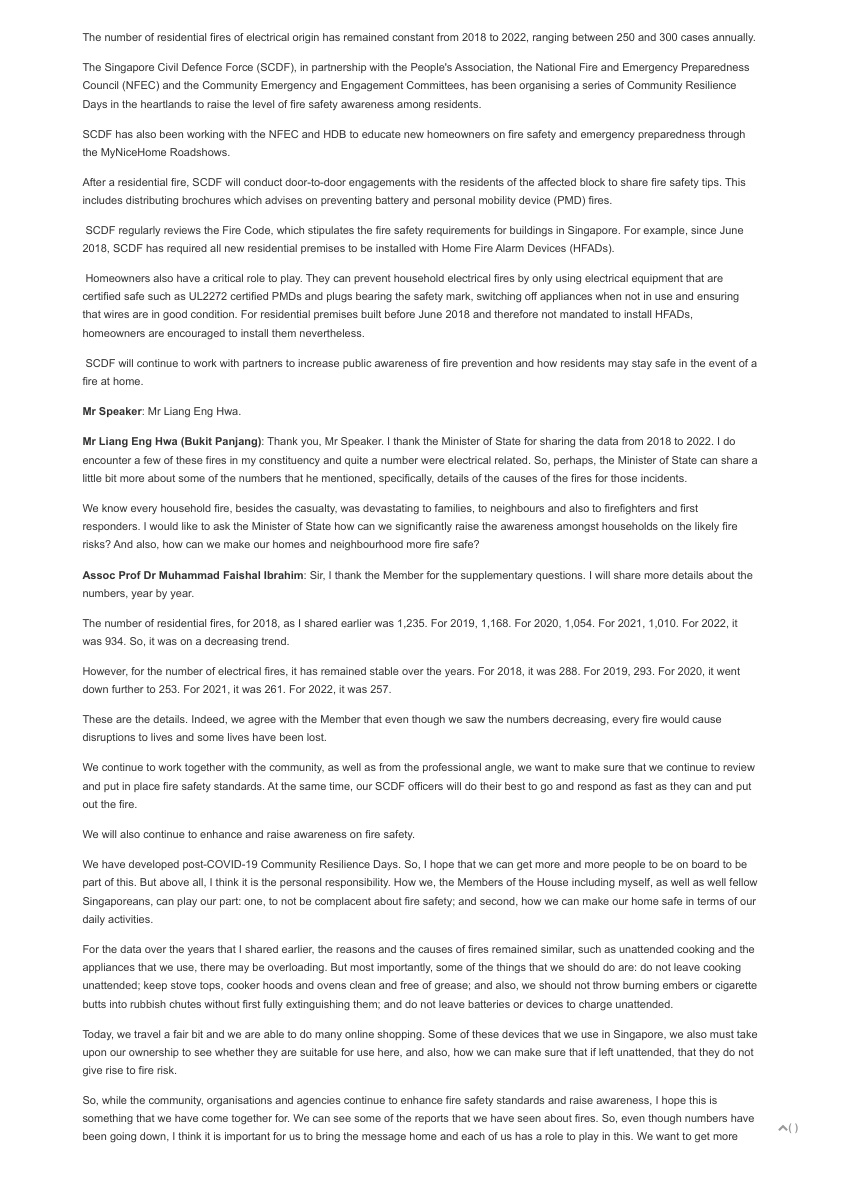 The number of residential fires of electrical origin has remained constant from 2018 to 2022, ranging between 250 and 300 cases annually.
The Singapore Civil Defence Force (SCDF), in partnership with the People's Association, the National Fire and Emergency Preparedness
Council (NFEC) and the Community Emergency and Engagement Committees, has been organising a series of Community Resilience
Days in the heartlands to raise the level of fire safety awareness among residents.
SCDF has also been working with the NFEC and HDB to educate new homeowners on fire safety and emergency preparedness through
the MyNiceHome Roadshows.
After a residential fire, SCDF will conduct door-to-door engagements with the residents of the affected block to share fire safety tips. This
includes distributing brochures which advises on preventing battery and personal mobility device (PMD) fires.
SCDF regularly reviews the Fire Code, which stipulates the fire safety requirements for buildings in Singapore. For example, since June
2018, SCDF has required all new residential premises to be installed with Home Fire Alarm Devices (HFADs).
Homeowners also have a critical role to play. They can prevent household electrical fires by only using electrical equipment that are
certified safe such as UL2272 certified PMDs and plugs bearing the safety mark, switching off appliances when not in use and ensuring
that wires are in good condition. For residential premises built before June 2018 and therefore not mandated to install HFADs,
homeowners are encouraged to install them nevertheless.
SCDF will continue to work with partners to increase public awareness of fire prevention and how residents may stay safe in the event of a
fire at home.
Mr Speaker: Mr Liang Eng Hwa.
Mr Liang Eng Hwa (Bukit Panjang): Thank you, Mr Speaker. I thank the Minister of State for sharing the data from 2018 to 2022. I do
encounter a few of these fires in my constituency and quite a number were electrical related. So, perhaps, the Minister of State can share a
little bit more about some of the numbers that he mentioned, specifically, details of the causes of the fires for those incidents.
We know every household fire, besides the casualty, was devastating to families, to neighbours and also to firefighters and first
responders. I would like to ask the Minister of State how can we significantly raise the awareness amongst households on the likely fire
risks? And also, how can we make our homes and neighbourhood more fire safe?
Assoc Prof Dr Muhammad Faishal Ibrahim: Sir, I thank the Member for the supplementary questions. I will share more details about the
numbers, year by year.
The number of residential fires, for 2018, as I shared earlier was 1,235. For 2019, 1,168. For 2020, 1,054. For 2021, 1,010. For 2022, it
was 934. So, it was on a decreasing trend.
However, for the number of electrical fires, it has remained stable over the years. For 2018, it was 288. For 2019, 293. For 2020, it went
down further to 253. For 2021, it was 261. For 2022, it was 257.
These are the details. Indeed, we agree with the Member that even though we saw the numbers decreasing, every fire would cause
disruptions to lives and some lives have been lost.
We continue to work together with the community, as well as from the professional angle, we want to make sure that we continue to review
and put in place fire safety standards. At the same time, our SCDF officers will do their best to go and respond as fast as they can and put
out the fire.
We will also continue to enhance and raise awareness on fire safety.
We have developed post-COVID-19 Community Resilience Days. So, I hope that we can get more and more people to be on board to be
part of this. But above all, I think it is the personal responsibility. How we, the Members of the House including myself, as well as well fellow
Singaporeans, can play our part: one, to not be complacent about fire safety; and second, how we can make our home safe in terms of our
daily activities.
For the data over the years that I shared earlier, the reasons and the causes of fires remained similar, such as unattended cooking and the
appliances that we use, there may be overloading. But most importantly, some of the things that we should do are: do not leave cooking
unattended; keep stove tops, cooker hoods and ovens clean and free of grease; and also, we should not throw burning embers or cigarette
butts into rubbish chutes without first fully extinguishing them; and do not leave batteries or devices to charge unattended.
Today, we travel a fair bit and we are able to do many online shopping. Some of these devices that we use in Singapore, we also must take
upon our ownership to see whether they are suitable for use here, and also, how we can make sure that if left unattended, that they do not
give rise to fire risk.
So, while the community, organisations and agencies continue to enhance fire safety standards and raise awareness, I hope this is
something that we have come together for. We can see some of the reports that we have seen about fires. So, even though numbers have
been going down, I think it is important for us to bring the message home and each of us has a role to play in this. We want to get more
( )